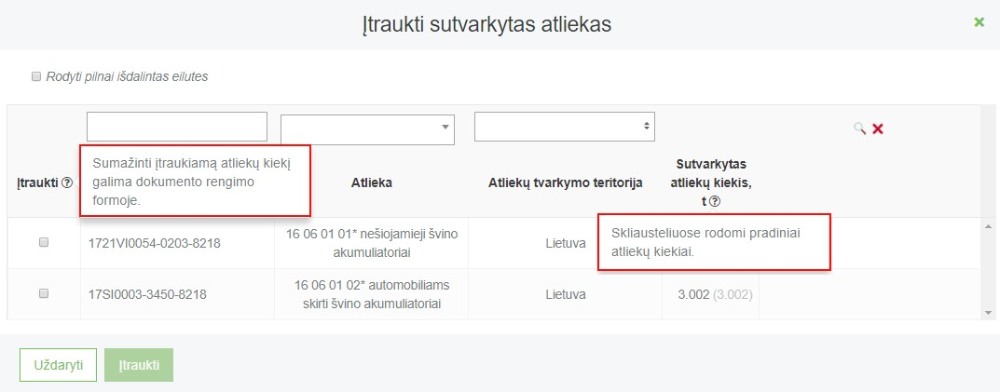 Įtraukti sutvarkytas atliekas
Rodyti pilnai išdalintas eilutes
Įtraukti
Sumažinti įtraukiamą atliekų kiekį
galima dokumento rengimo
formoje.
Atlieka
Atliekų tvarkymo teritorija
Sutvarkytas
atliekų kiekis,
t
Skliausteliuose rodomi pradiniai
atliekų kiekiai.
1721VI0054-0203-8218
16 06 01 01* nešiojamieji švino
akumuliatoriai
Lietuva
17SI0003-3450-8218
16 06 01 02* automobiliams
skirti švino akumuliatoriai
Lietuva
3.002 (3.002)
Uždaryti
Įtraukti